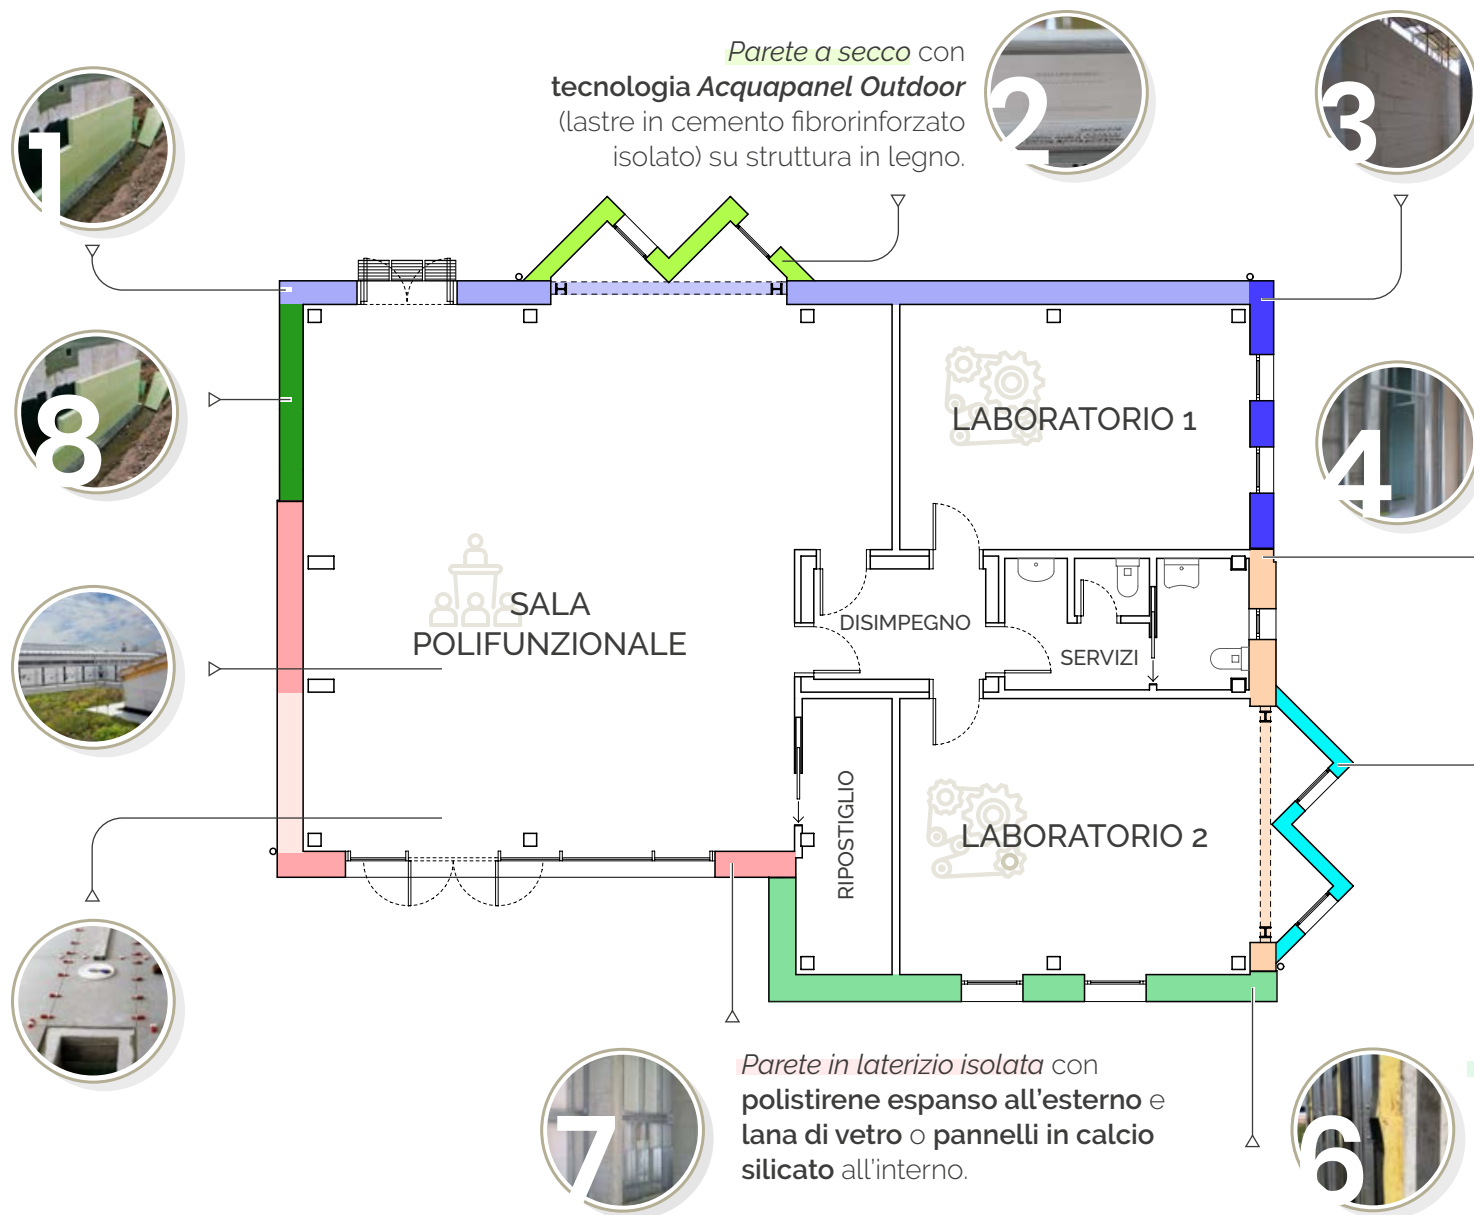 Parete a secco con
tecnologia Acquapanel Outdoor
(lastre in cemento fibrorinforzato
isolato) su struttura in legno.
1
2
3
8
4
LABORATORIO 1
SALA
POLIFUNZIONALE
DISIMPEGNO
SERVIZI
RIPOSTIGLIO
LABORATORIO 2
7
Parete in laterizio isolata con
polistirene espanso all'esterno e
lana di vetro o pannelli in calcio
silicato all'interno.
6